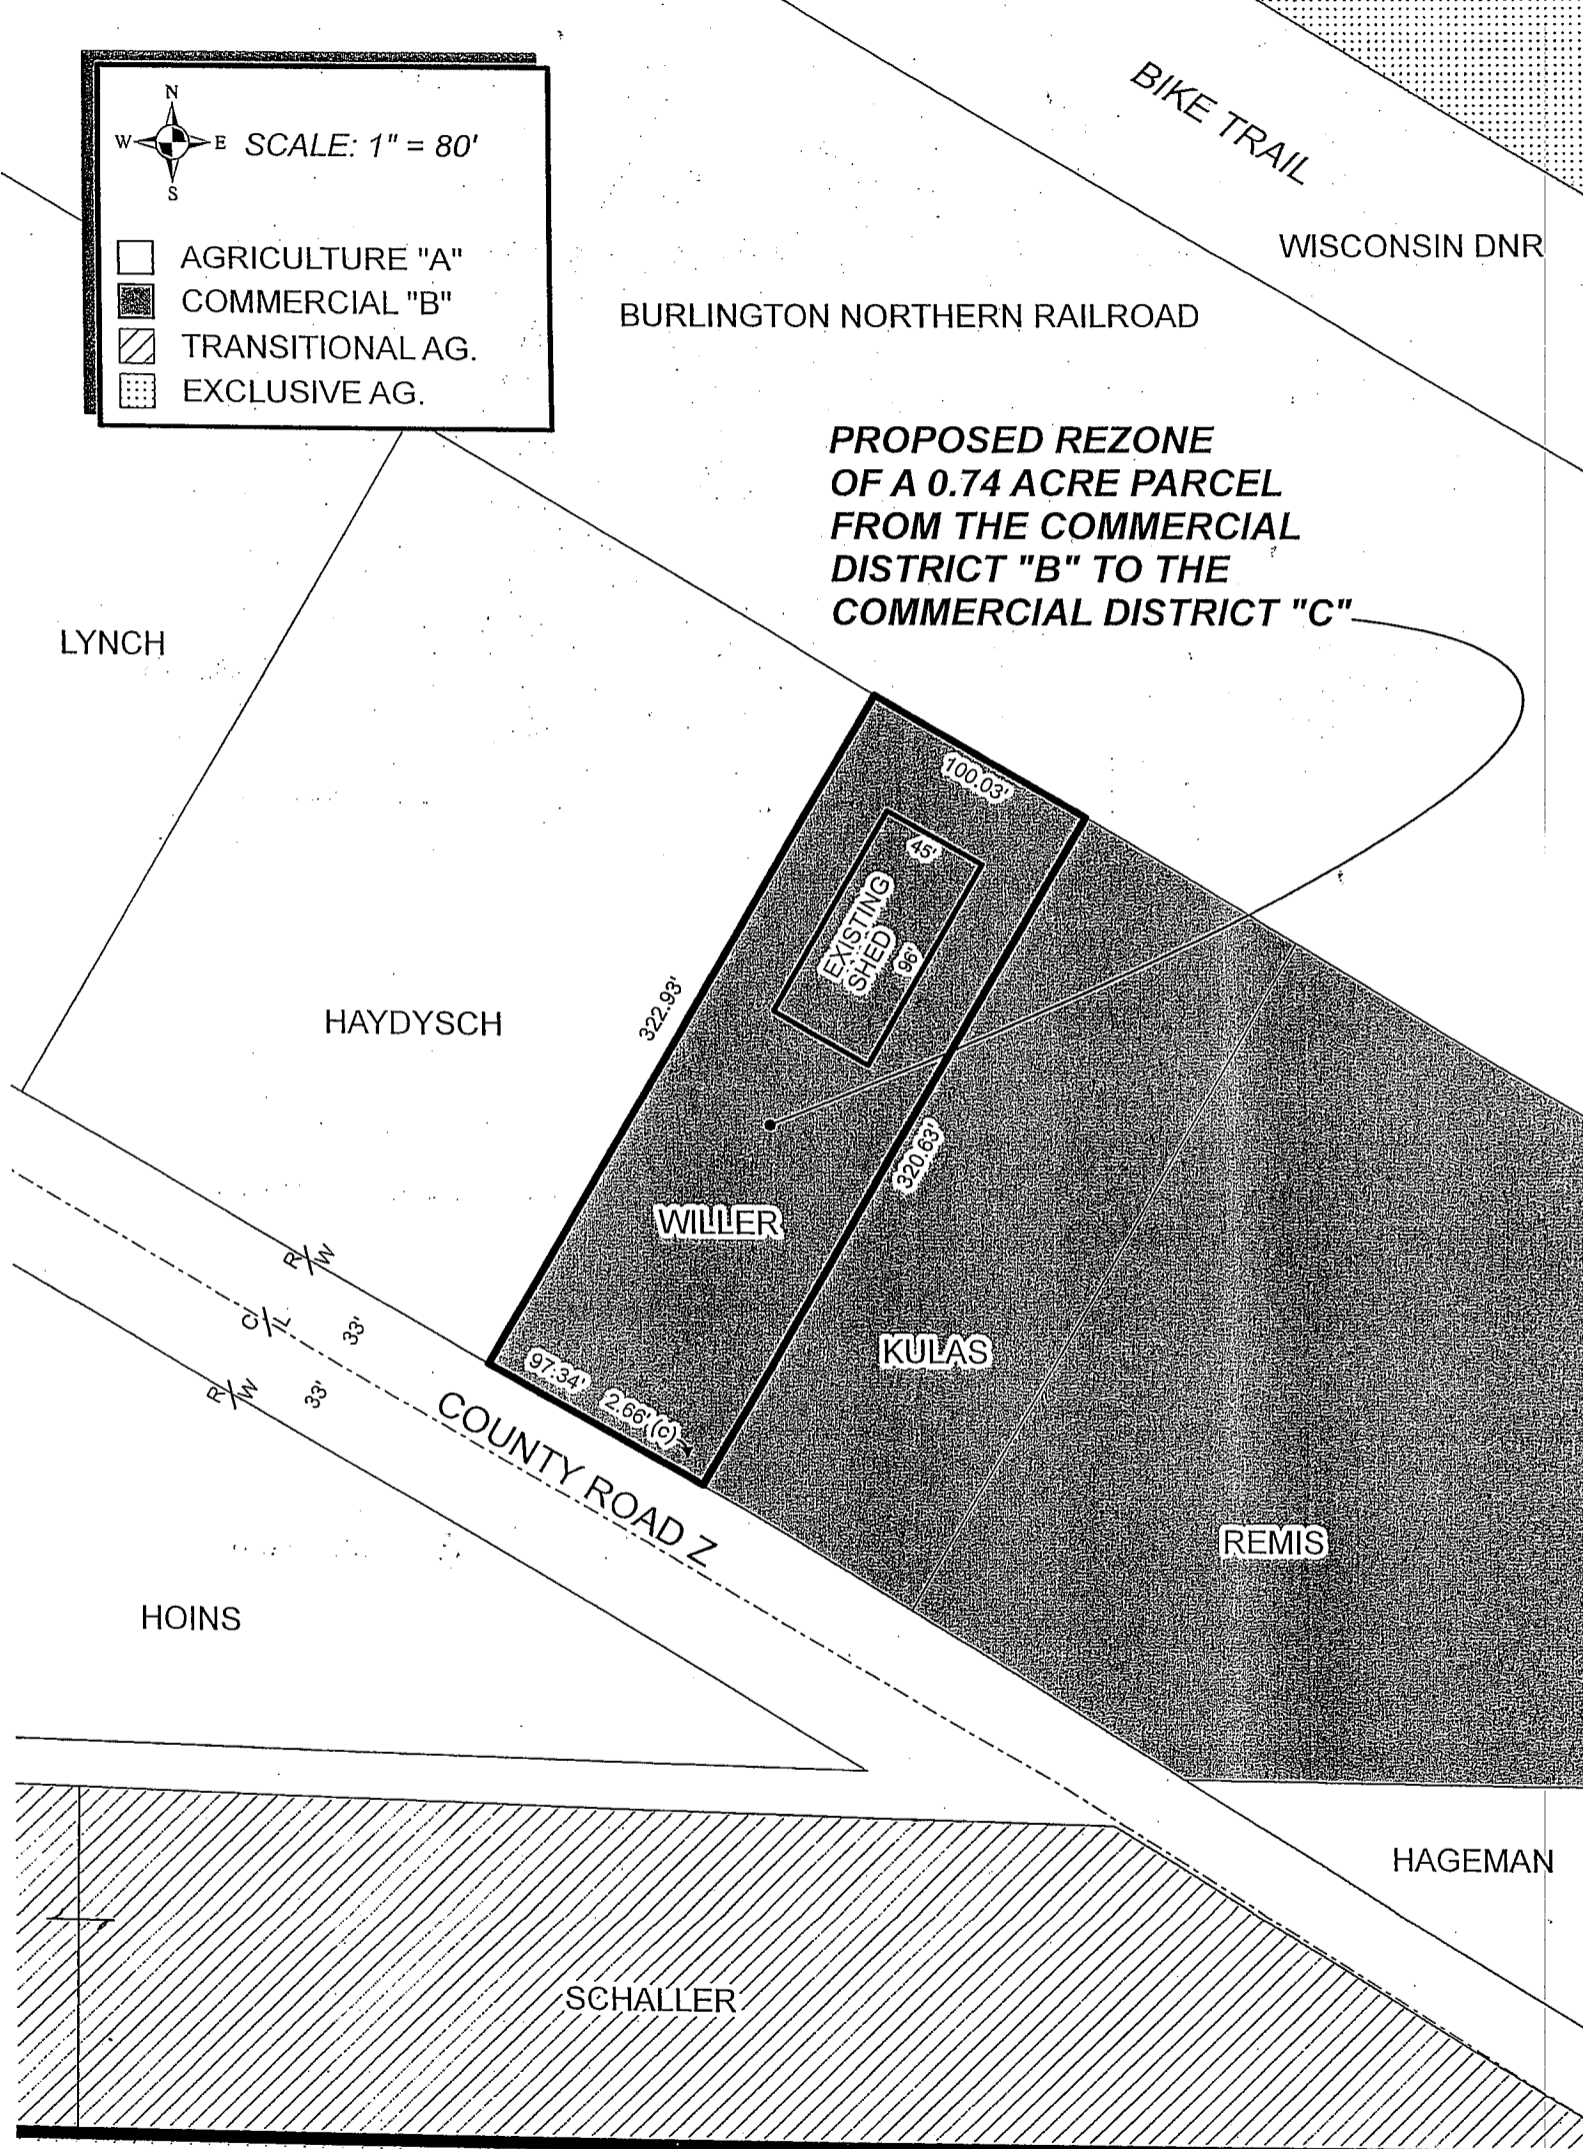 N
W E SCALE: 1" = 80'
S
AGRICULTURE "A"
COMMERCIAL "B"
TRANSITIONAL AG.
EXCLUSIVE AG.
BIKE TRAIL
WISCONSIN DNR
BURLINGTON NORTHERN RAILROAD
PROPOSED REZONE
OF A 0.74 ACRE PARCEL
FROM THE COMMERCIAL
DISTRICT "B" TO THE
COMMERCIAL DISTRICT "C"
LYNCH
100.03'
45'
EXISTING
SHED
96'
322.93'
HAYDYSCH
320.63'
WILLER
R/W
C/L
33'
R/W
33'
97.34'
2.66'(c)
KULAS
COUNTY ROAD Z
REMIS
HOINS
HAGEMAN
SCHALLER